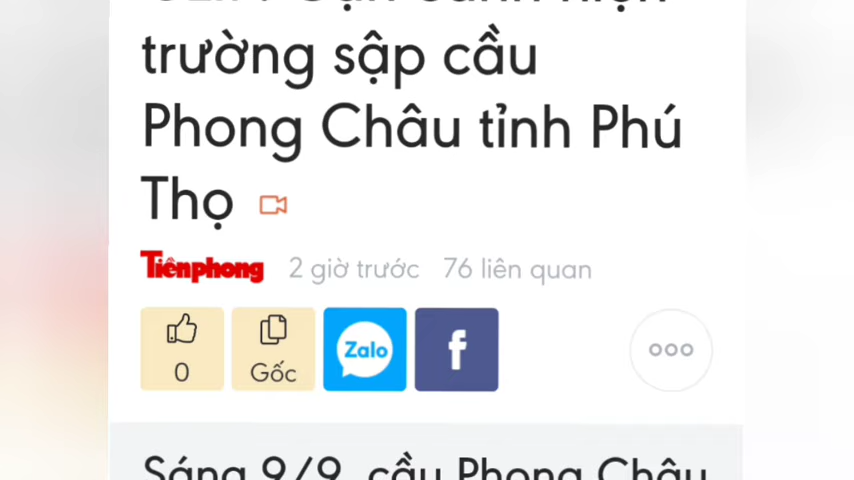 trường sập cầu
Phong Châu tỉnh Phú
Thọ
Tiênphong 2 giờ trước 76 liên quan
0 Gốc Zalo f
Sáng 9/9, cầu Phong Châu